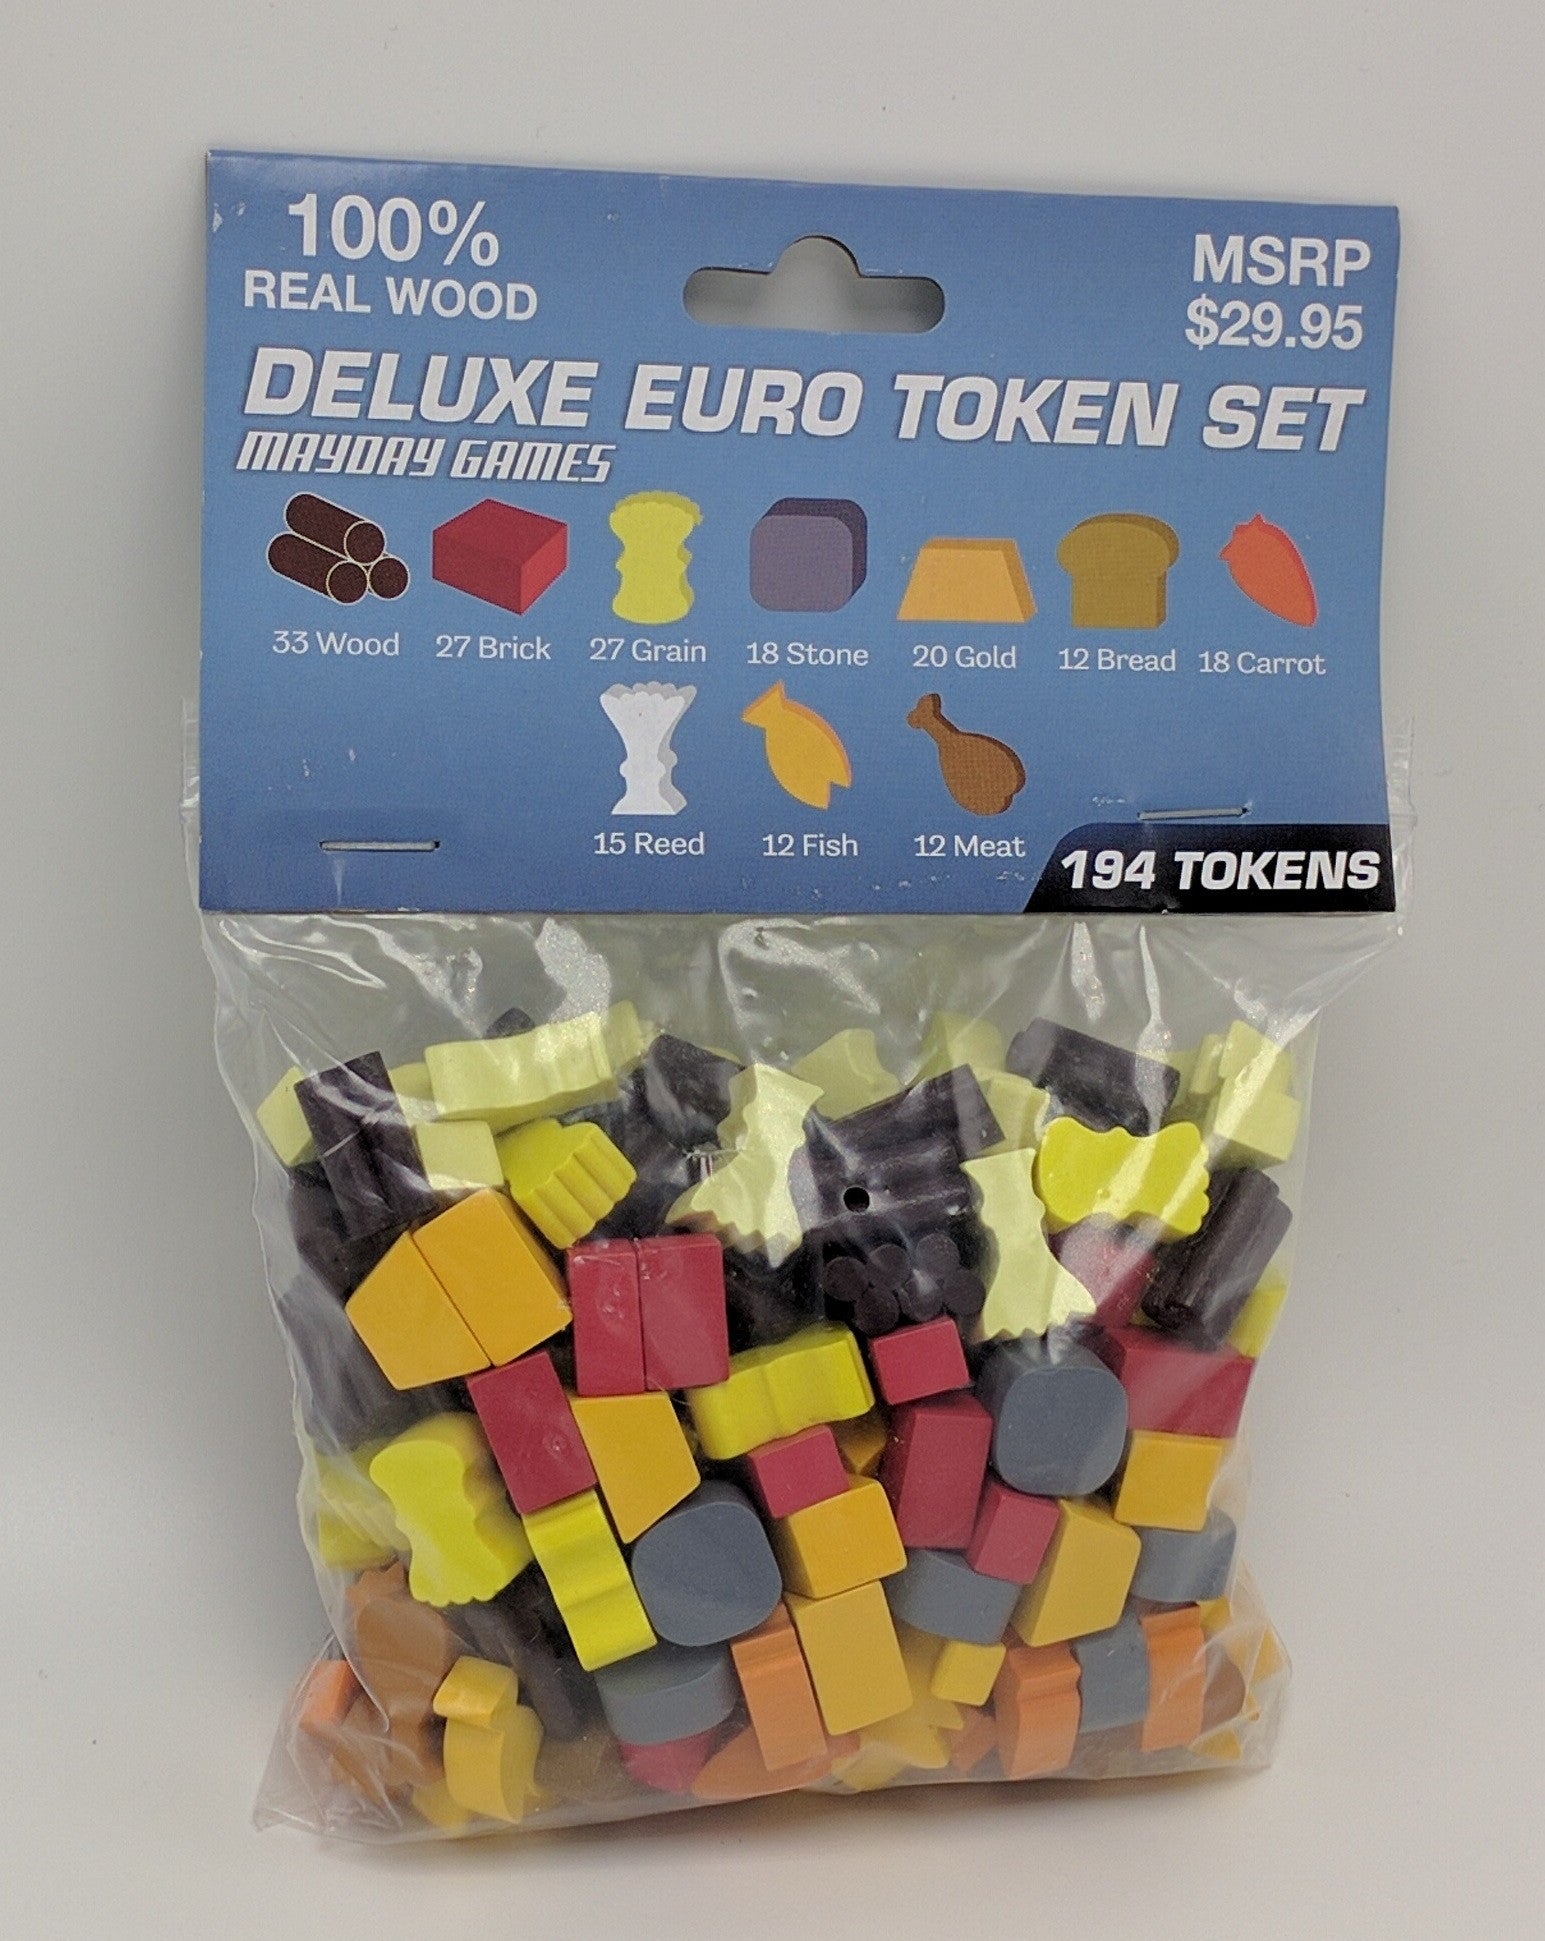 100%
REAL WOOD
MSRP
$29.95
DELUXE EURO TOKEN SET
MAYDAY GAMES
33 Wood 27 Brick 27 Grain 18 Stone 20 Gold 12 Bread 18 Carrot
15 Reed 12 Fish 12 Meat
194 TOKENS